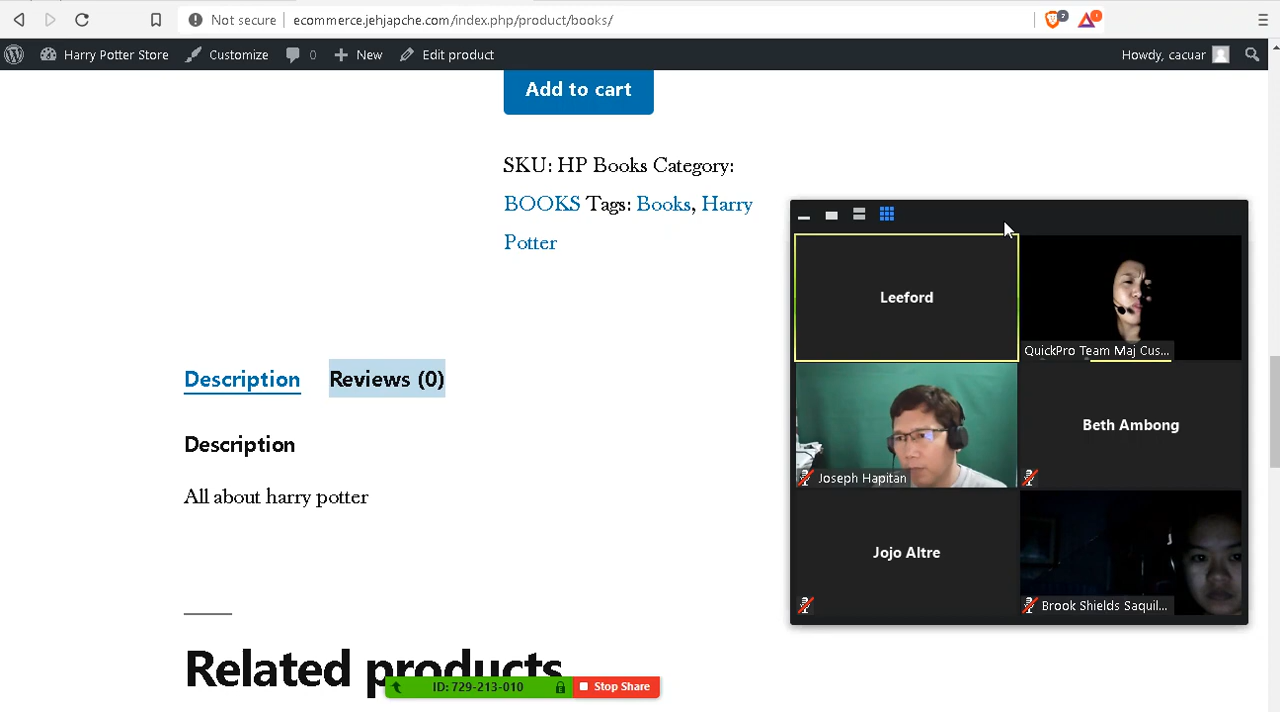 Not secure ecommerce.jehjapche.com/index.php/product/books/ 2 1
Harry Potter Store Customize 0 New Edit product Howdy, cacuar
Add to cart
SKU: HP Books Category:
BOOKS Tags: Books, Harry
Potter
Leeford
QuickPro Team Maj Cus...
Description Reviews (0)
Beth Ambong
Description
Joseph Hapitan
All about harry potter
Jojo Altre
Brook Shields Saquil...
Related products
ID: 729-213-010 Stop Share